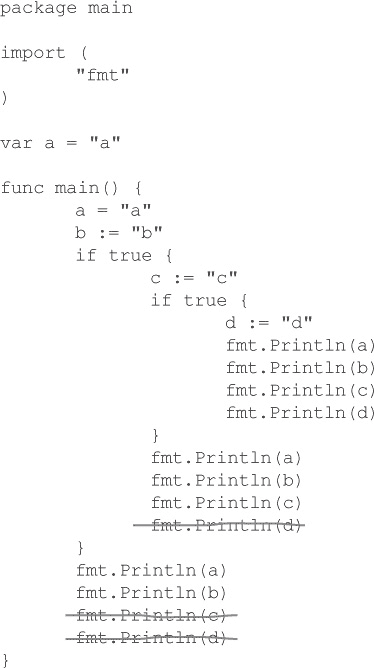 package main
import (
"fmt"
)
var a = "a"
func main() {
a = "a"
b := "b"
if true {
c := "c"
if true {
d := "d"
fmt.Println(a)
fmt.Println(b)
fmt.Println(c)
fmt.Println(d)
}
fmt.Println(a)
fmt.Println(b)
fmt.Println(c)
fmt.Println(d)
}
fmt.Println(a)
fmt.Println(b)
fmt.Println(c)
fmt.Println(d)
}